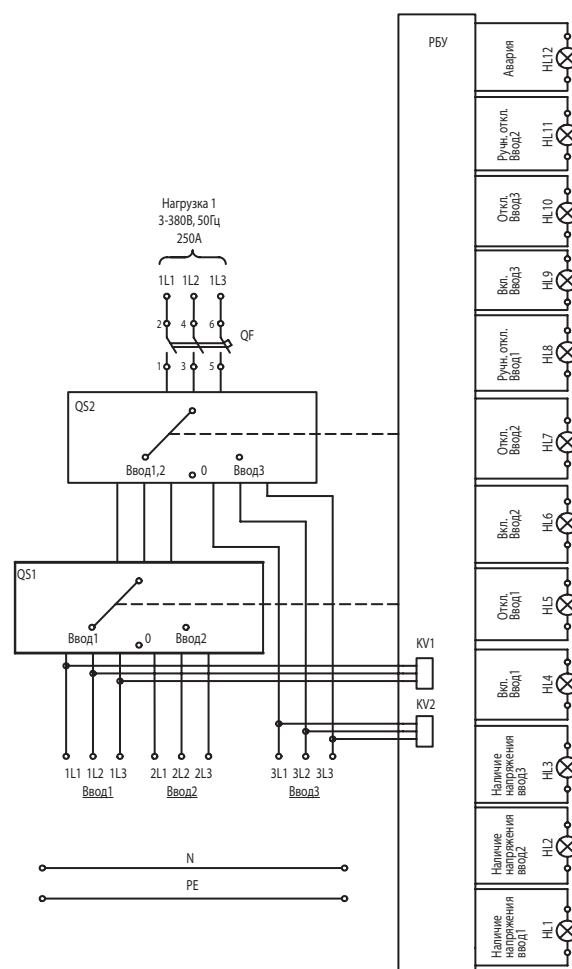 РБУ
Авария
HL12
Ручн. откл.
Ввод2
HL11
Откл.
Ввод3
HL10
Вкл.
Ввод3
HL9
Ручн. откл.
Ввод1
HL8
Откл.
Ввод2
HL7
Вкл.
Ввод2
HL6
Откл.
Ввод1
HL5
Вкл.
Ввод1
HL4
Наличие
напряжения
ввод3
HL3
Наличие
напряжения
ввод2
HL2
Наличие
напряжения
ввод1
HL1
Нагрузка 1
3-380В, 50Гц
250А
1L1 1L2 1L3
2 4 6
QF
1 3 5
QS2
Ввод1,2 0 Ввод3
QS1
Ввод1 0 Ввод2
KV1
KV2
1L1 1L2 1L3 2L1 2L2 2L3 3L1 3L2 3L3
Ввод1 Ввод2 Ввод3
N
PE